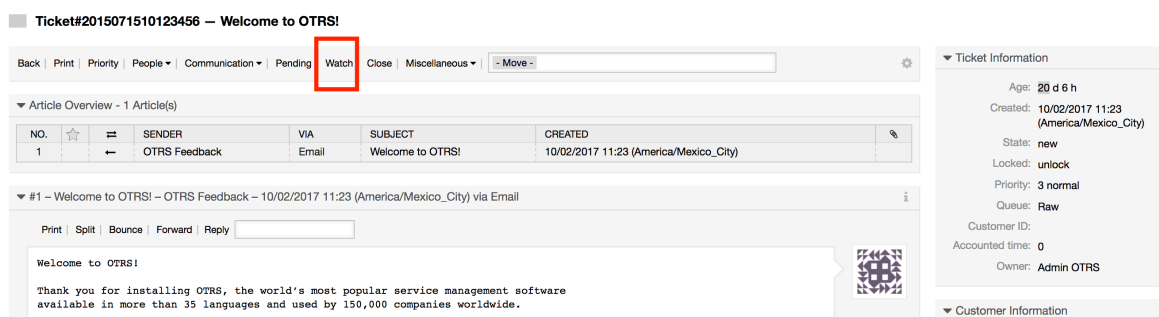 Ticket#2015071510123456 — Welcome to OTRS!
Back | Print | Priority | People | Communication | Pending | Watch | Close | Miscellaneous | - Move -
Article Overview - 1 Article(s)
NO. SENDER VIA SUBJECT CREATED
1 OTRS Feedback Email Welcome to OTRS! 10/02/2017 11:23 (America/Mexico_City)
#1 – Welcome to OTRS! – OTRS Feedback – 10/02/2017 11:23 (America/Mexico_City) via Email
Print | Split | Bounce | Forward | Reply
Welcome to OTRS!
Thank you for installing OTRS, the world's most popular service management software
available in more than 35 languages and used by 150,000 companies worldwide.
Ticket Information
Age: 20 d 6 h
Created: 10/02/2017 11:23
(America/Mexico_City)
State: new
Locked: unlock
Priority: 3 normal
Queue: Raw
Customer ID:
Accounted time: 0
Owner: Admin OTRS
Customer Information